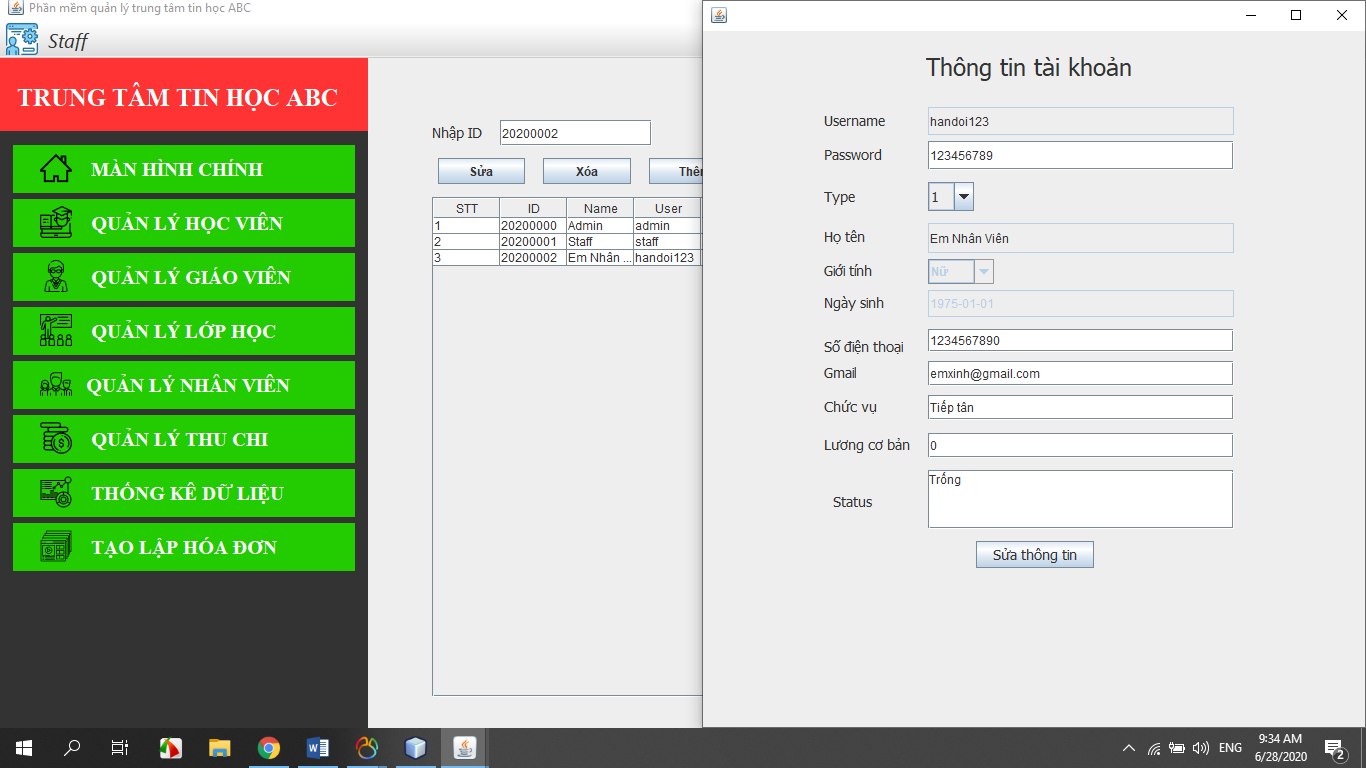 Phần mềm quản lý trung tâm tin học ABC
Staff
TRUNG TÂM TIN HỌC ABC
MÀN HÌNH CHÍNH
QUẢN LÝ HỌC VIÊN
QUẢN LÝ GIÁO VIÊN
QUẢN LÝ LỚP HỌC
QUẢN LÝ NHÂN VIÊN
QUẢN LÝ THU CHI
THỐNG KÊ DỮ LIỆU
TẠO LẬP HÓA ĐƠN
Nhập ID 20200002
Sửa Xóa
STT ID Name User
1 20200000 Admin admin
2 20200001 Staff staff
3 20200002 Em Nhân ... handoi123
Thông tin tài khoản
Username handoi123
Password 123456789
Type 1
Họ tên Em Nhân Viên
Giới tính Nữ
Ngày sinh 1975-01-01
Số điện thoại 1234567890
Gmail emxinh@gmail.com
Chức vụ Tiếp tân
Lương cơ bản 0
Status Trống
Sửa thông tin
ENG
9:34 AM
6/28/2020
2